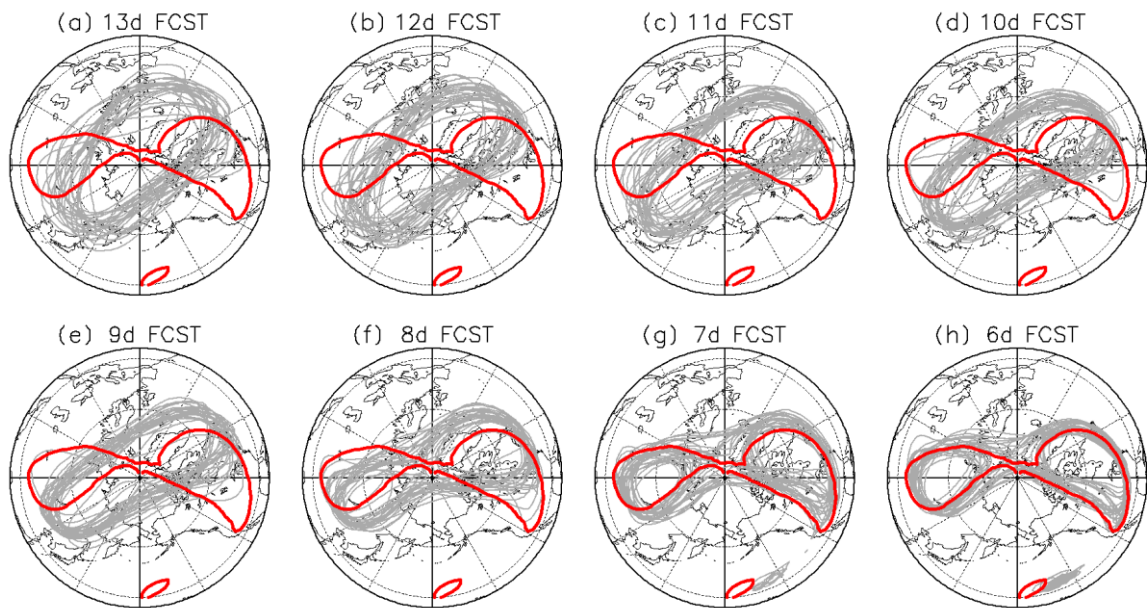 (a) 13d FCST
(b) 12d FCST
(c) 11d FCST
(d) 10d FCST
(e) 9d FCST
(f) 8d FCST
(g) 7d FCST
(h) 6d FCST